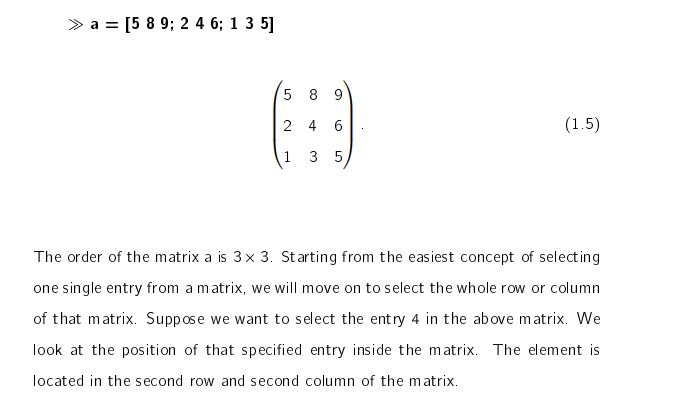 ≫ a = [5 8 9; 2 4 6; 1 3 5]
5 8 9
2 4 6 . (1.5)
1 3 5
The order of the matrix a is 3 × 3. Starting from the easiest concept of selecting
one single entry from a matrix, we will move on to select the whole row or column
of that matrix. Suppose we want to select the entry 4 in the above matrix. We
look at the position of that specified entry inside the matrix. The element is
located in the second row and second column of the matrix.